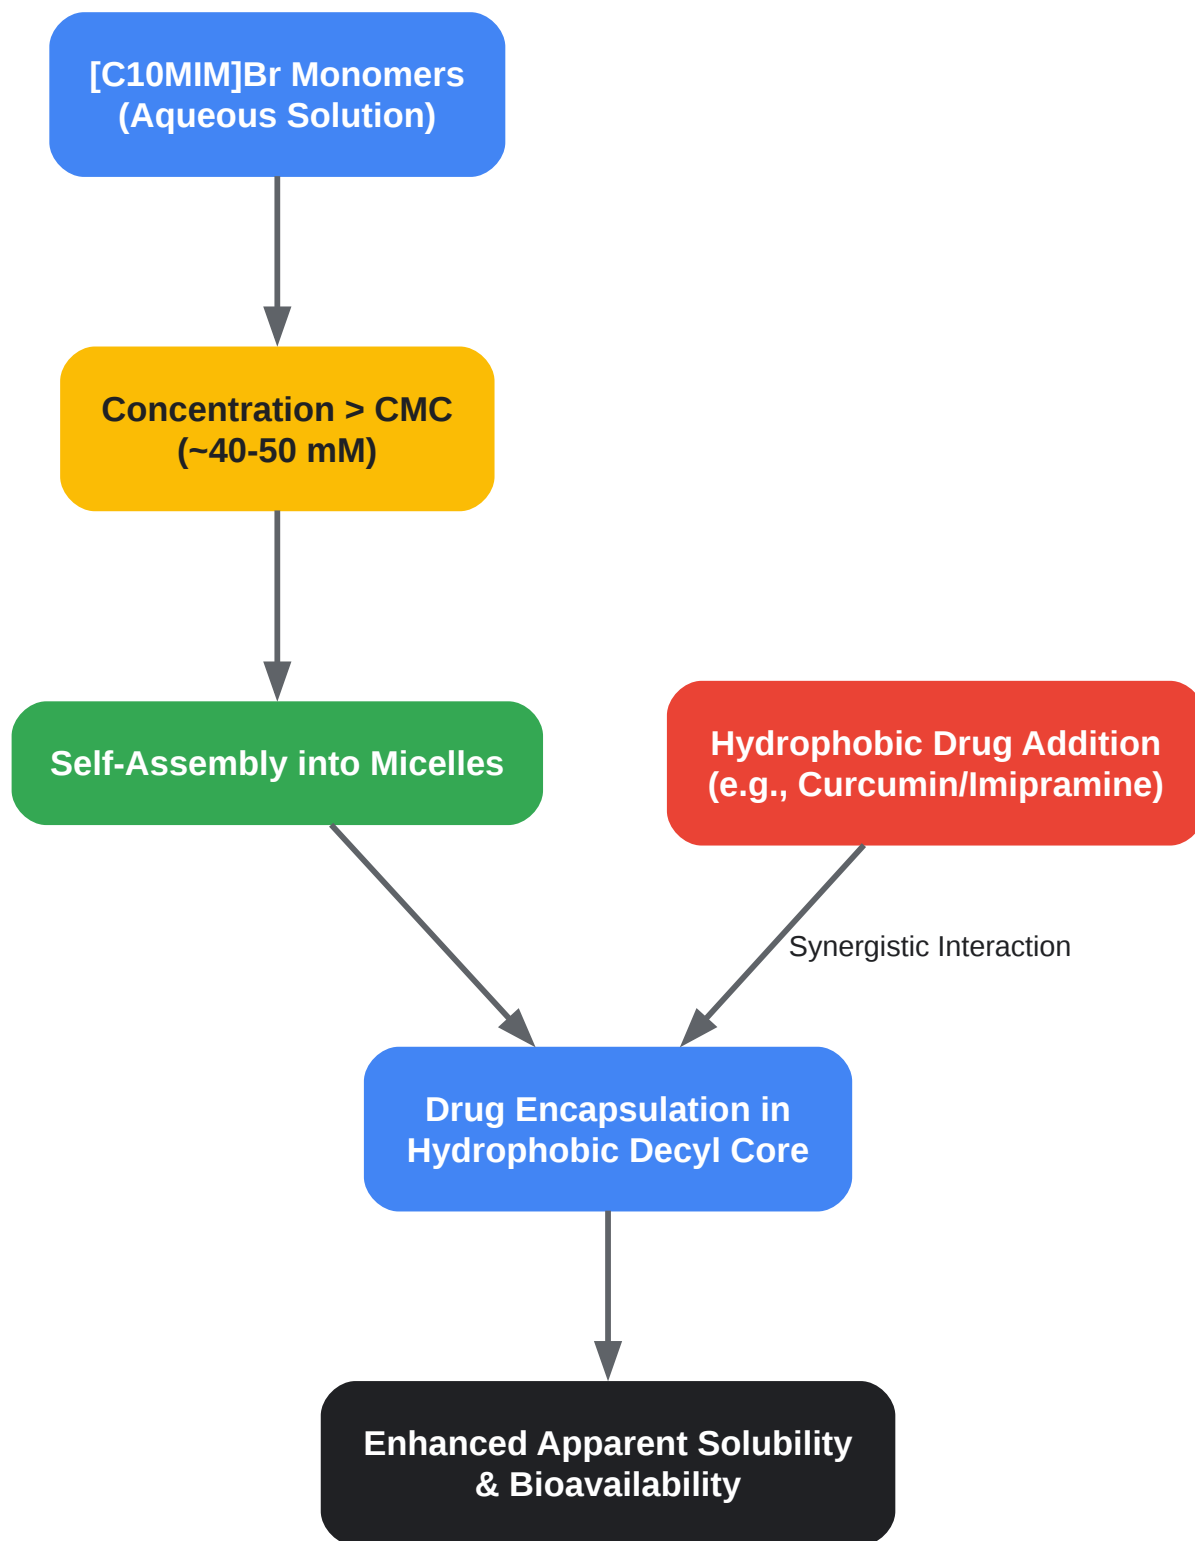 [C10MIM]Br Monomers
(Aqueous Solution)
Concentration > CMC
(~40-50 mM)
Self-Assembly into Micelles
Hydrophobic Drug Addition
(e.g., Curcumin/Imipramine)
Synergistic Interaction
Drug Encapsulation in
Hydrophobic Decyl Core
Enhanced Apparent Solubility
& Bioavailability